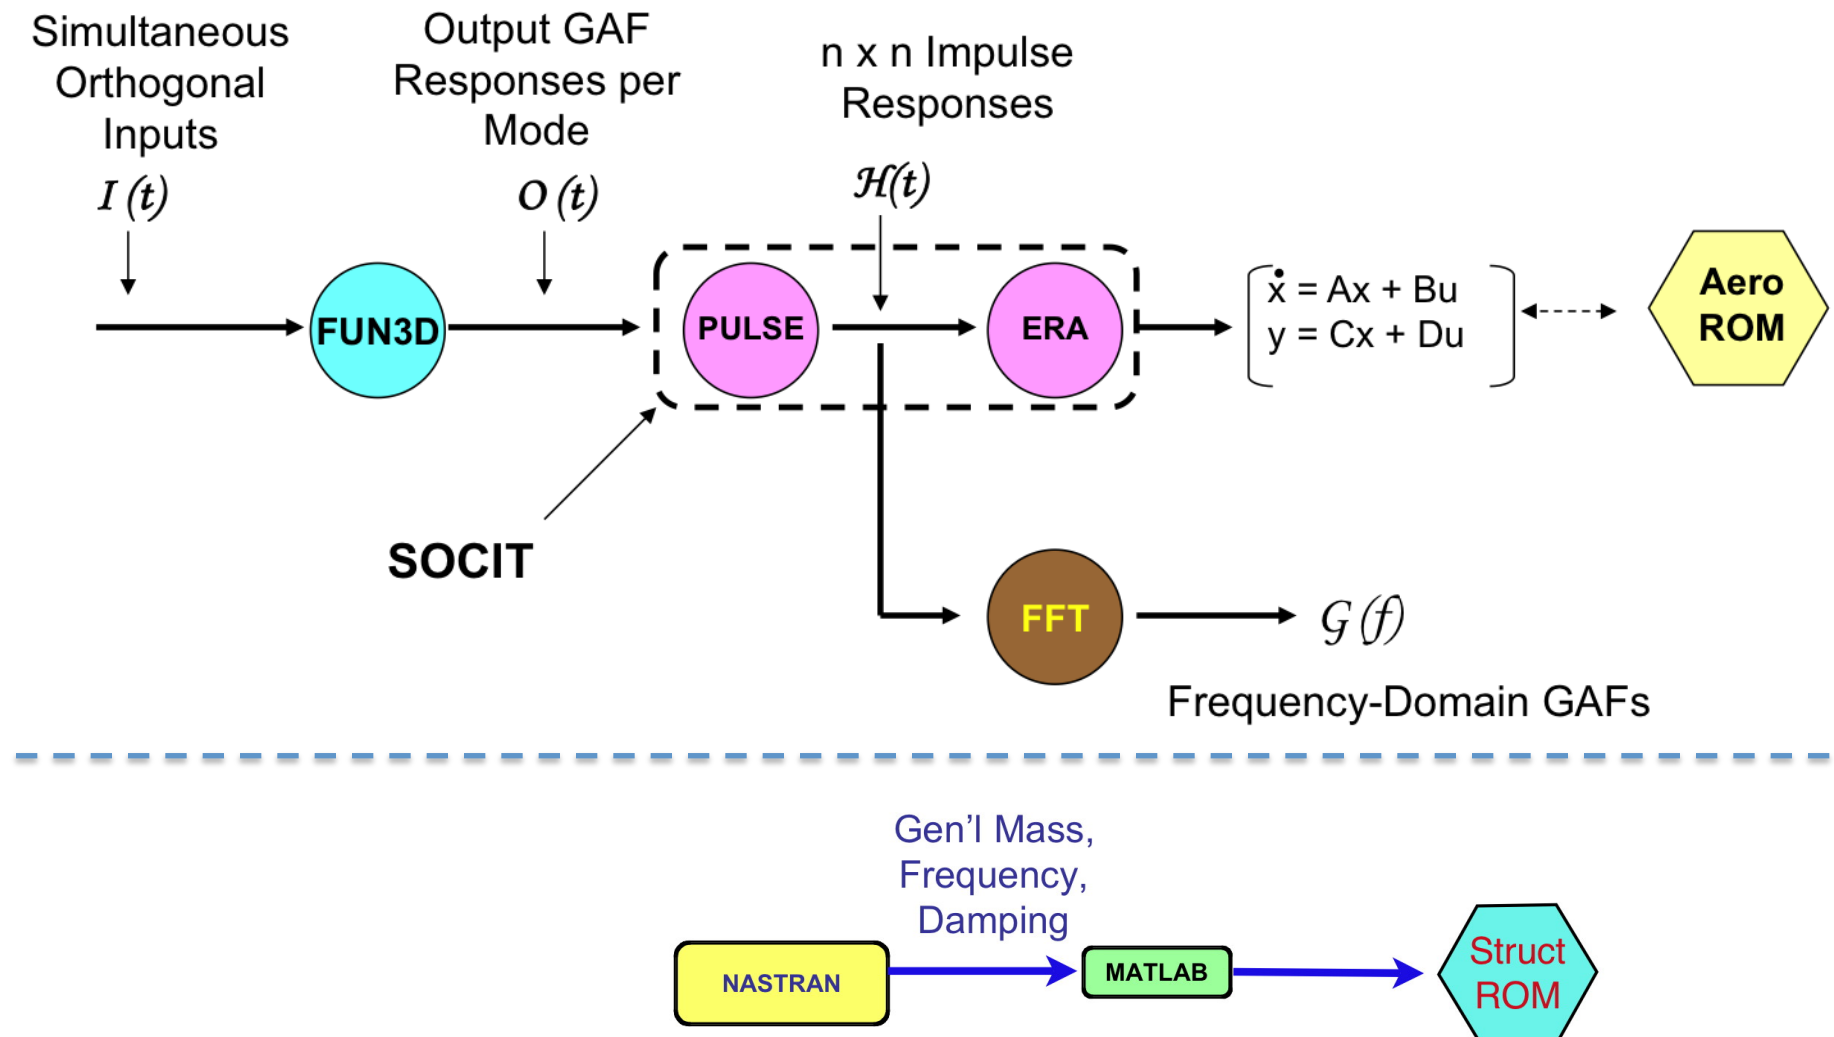 Simultaneous
Orthogonal
Inputs
I (t)
Output GAF
Responses per
Mode
O (t)
n x n Impulse
Responses
ℋ(t)
FUN3D
PULSE
ERA
ẋ = Ax + Bu
y = Cx + Du
Aero
ROM
SOCIT
FFT
𝒢 (f)
Frequency-Domain GAFs
Gen’l Mass,
Frequency,
Damping
NASTRAN
MATLAB
Struct
ROM